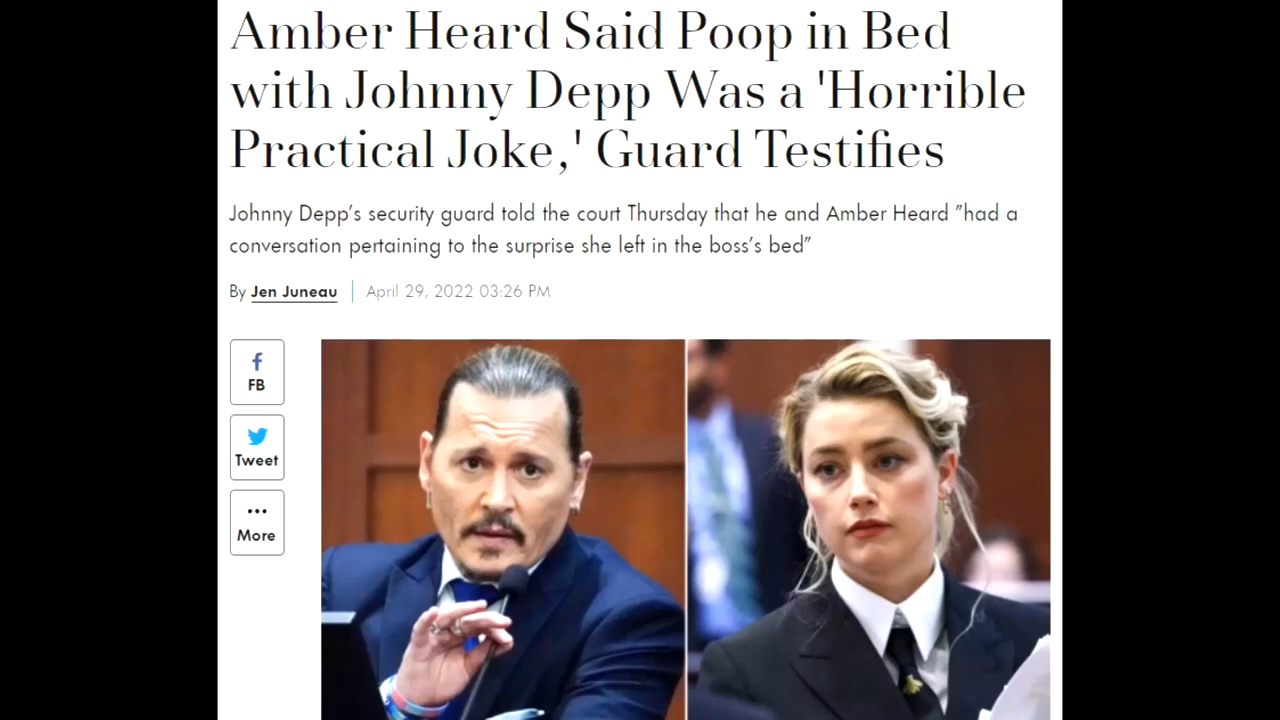 Amber Heard Said Poop in Bed
with Johnny Depp Was a 'Horrible
Practical Joke,' Guard Testifies
Johnny Depp's security guard told the court Thursday that he and Amber Heard "had a
conversation pertaining to the surprise she left in the boss's bed"
By Jen Juneau | April 29, 2022 03:26 PM
FB
Tweet
More